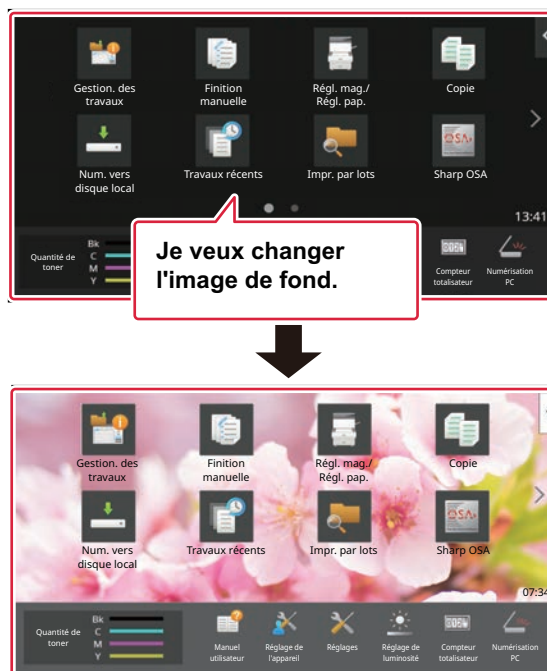 Gestion. des
travaux
Finition
manuelle
Régl. mag./
Régl. pap.
Copie
Num. vers
disque local
Travaux récents
Impr. par lots
OSA
Sharp OSA
13:41
Quantité de
toner
Bk
C
M
Y
Compteur
totalisateur
Numérisation
PC
Je veux changer
l'image de fond.
Gestion. des
travaux
Finition
manuelle
Régl. mag./
Régl. pap.
Copie
Num. vers
disque local
Travaux récents
Impr. par lots
OSA
Sharp OSA
07:34
Quantité de
toner
Bk
C
M
Y
Manuel
utilisateur
Réglage de
l'appareil
Réglages
Réglage de
luminosité
Compteur
totalisateur
Numérisation
PC